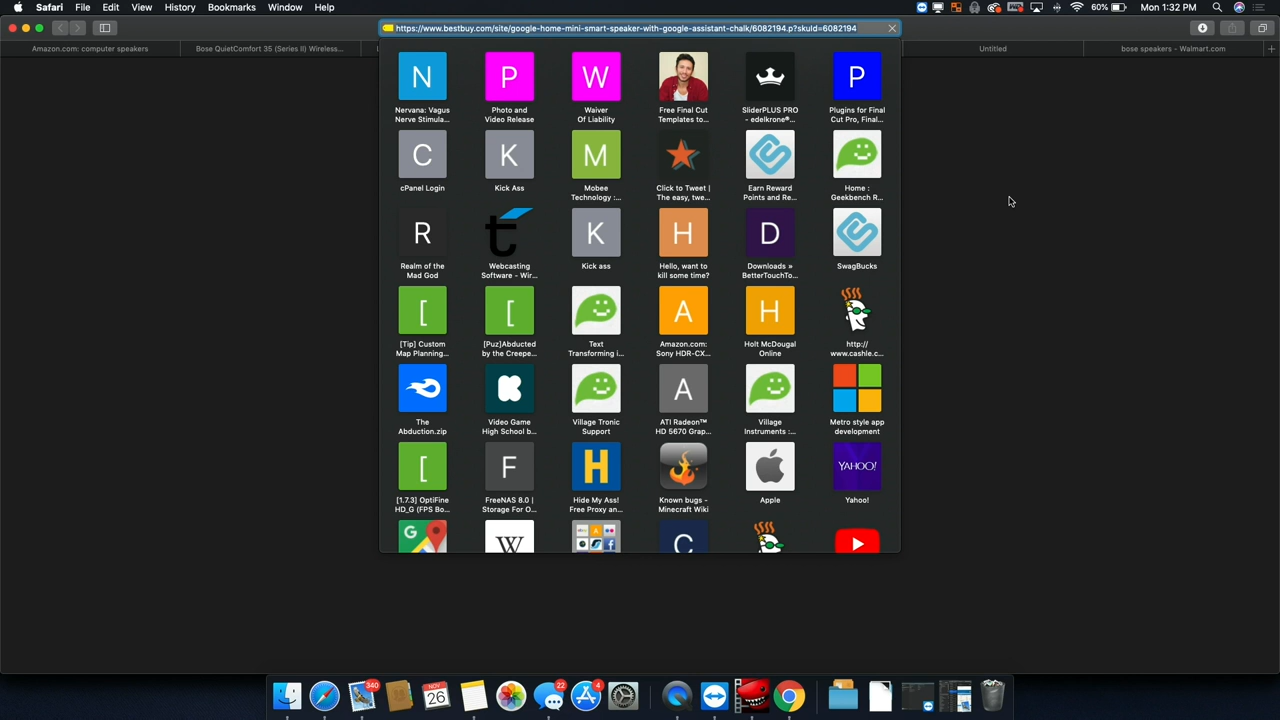 Safari File Edit View History Bookmarks Window Help
60% Mon 1:32 PM
https://www.bestbuy.com/site/google-home-mini-smart-speaker-with-google-assistant-chalk/6082194.p?skuId=6082194
Amazon.com: computer speakers
Bose QuietComfort 35 (Series II) Wireless...
Untitled
bose speakers - Walmart.com
N P W P
Nervana: Vagus
Nerve Stimula...
Photo and
Video Release
Waiver
Of Liability
Free Final Cut
Templates to...
SliderPLUS PRO
- edelkrone®...
Plugins for Final
Cut Pro, Final...
C K M
cPanel Login
Kick Ass
Mobee
Technology :...
Click to Tweet |
The easy, twe...
Earn Reward
Points and Re...
Home :
Geekbench R...
R t K H D
Realm of the
Mad God
Webcasting
Software - Wir...
Kick ass
Hello, want to
kill some time?
Downloads »
BetterTouchTo...
SwagBucks
[ [ A H
[Tip] Custom
Map Planning...
[Puz]Abducted
by the Creepe...
Text
Transforming i...
Amazon.com:
Sony HDR-CX...
Holt McDougal
Online
http://
www.cashle.c...
K A
The
Abduction.zip
Video Game
High School b...
Village Tronic
Support
ATI Radeon™
HD 5670 Grap...
Village
Instruments :...
Metro style app
development
[ F H YAHOO!
[1.7.3] OptiFine
HD_G (FPS Bo...
FreeNAS 8.0 |
Storage For O...
Hide My Ass!
Free Proxy an...
Known bugs -
Minecraft Wiki
Apple
Yahoo!
G W C
340 NOV 26 22 4